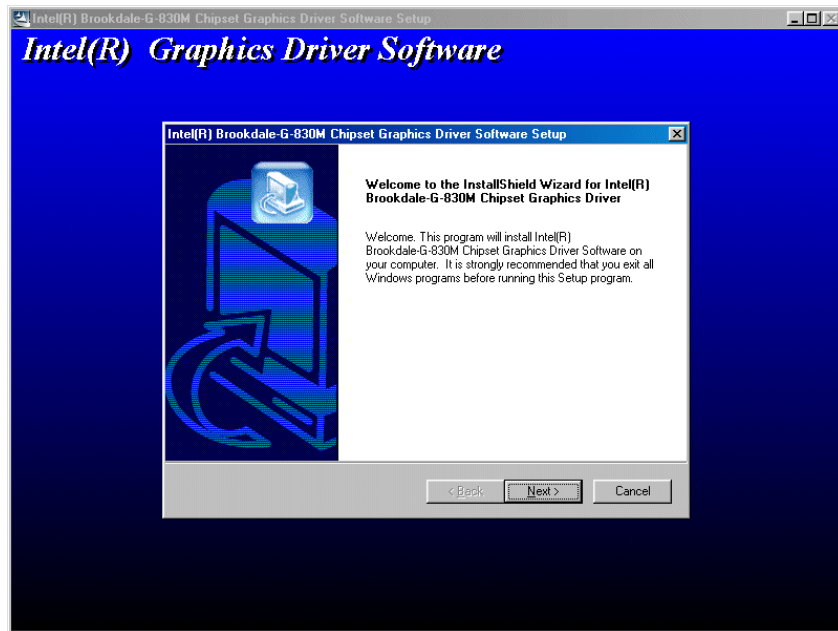 Intel(R) Brookdale-G-830M Chipset Graphics Driver Software Setup
Intel(R) Graphics Driver Software
Intel(R) Brookdale-G-830M Chipset Graphics Driver Software Setup
Welcome to the InstallShield Wizard for Intel(R)
Brookdale-G-830M Chipset Graphics Driver
Welcome. This program will install Intel(R)
Brookdale-G-830M Chipset Graphics Driver Software on
your computer. It is strongly recommended that you exit all
Windows programs before running this Setup program.
< Back Next > Cancel